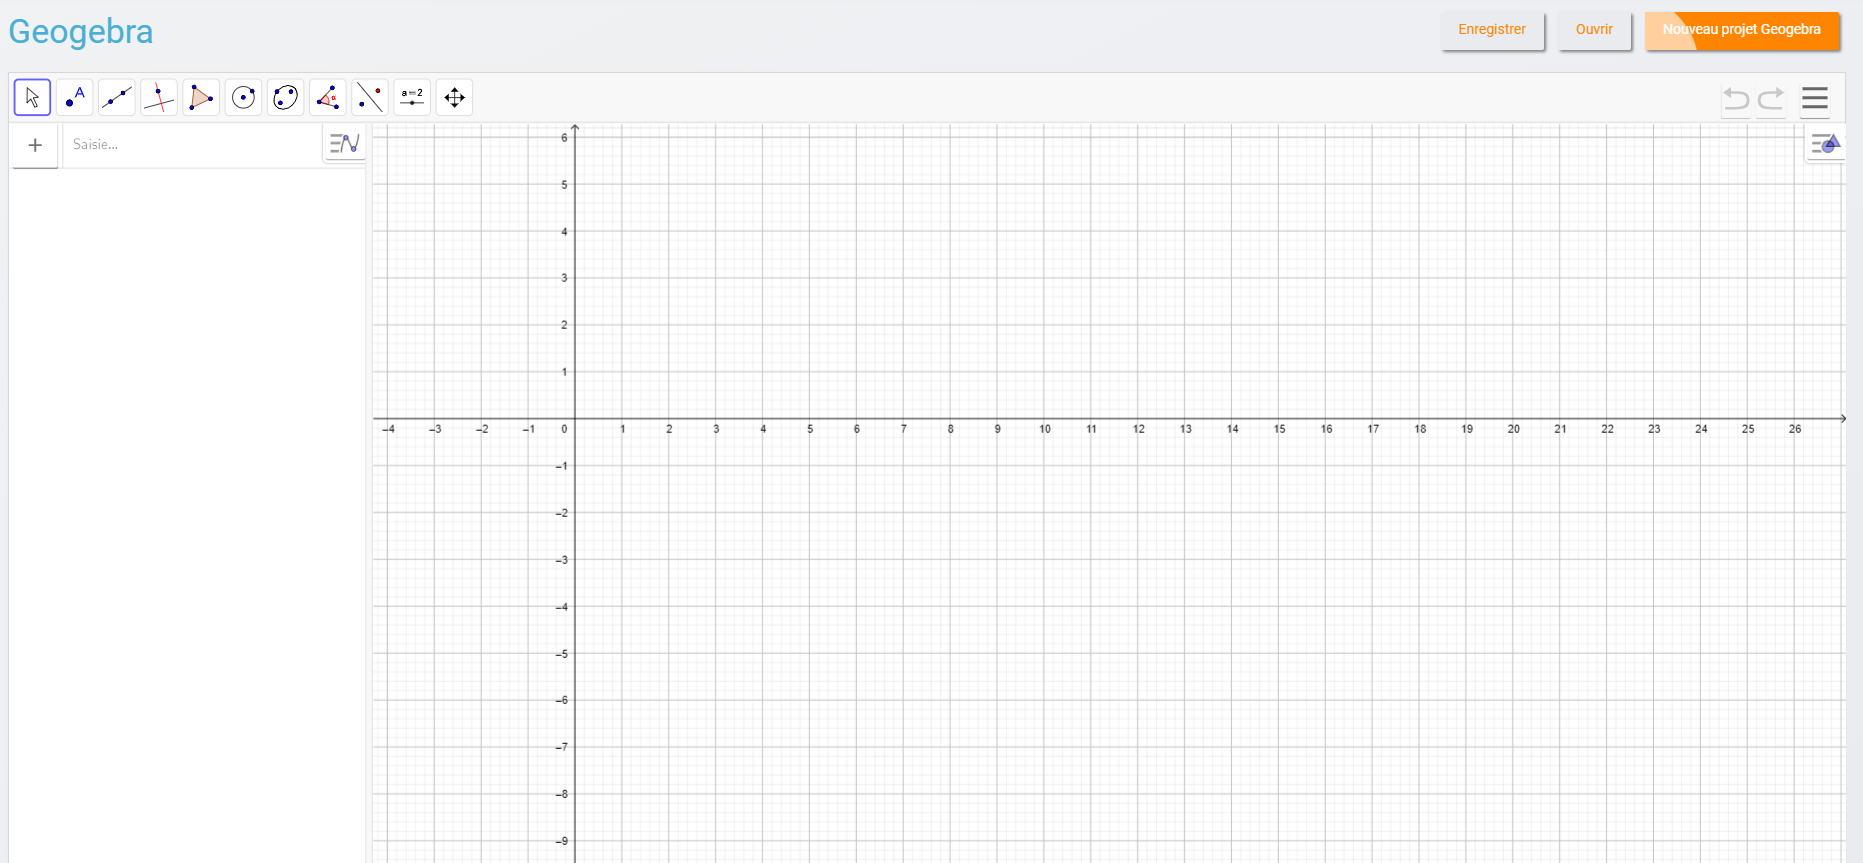 Geogebra
Enregistrer
Ouvrir
Nouveau projet Geogebra
A
α
a=2
+
Saisie...
6
5
4
3
2
1
−4 −3 −2 −1 0 1 2 3 4 5 6 7 8 9 10 11 12 13 14 15 16 17 18 19 20 21 22 23 24 25 26
−1
−2
−3
−4
−5
−6
−7
−8
−9